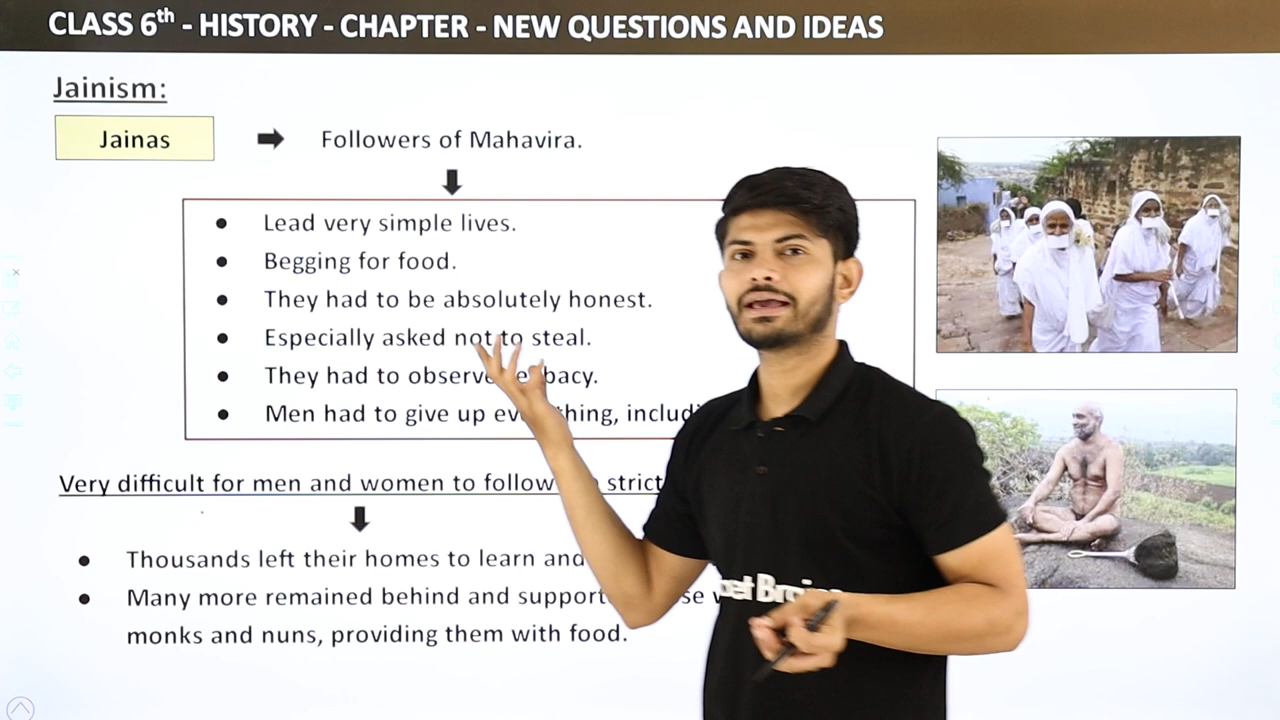 CLASS 6th - HISTORY - CHAPTER - NEW QUESTIONS AND IDEAS
Jainism:
Jainas
Followers of Mahavira.
Lead very simple lives.
Begging for food.
They had to be absolutely honest.
Especially asked not to steal.
They had to observe
Men had to give up
Very difficult for men and women to follow strict
Thousands left their homes to learn and
Many more remained behind and
monks and nuns, providing them with food.